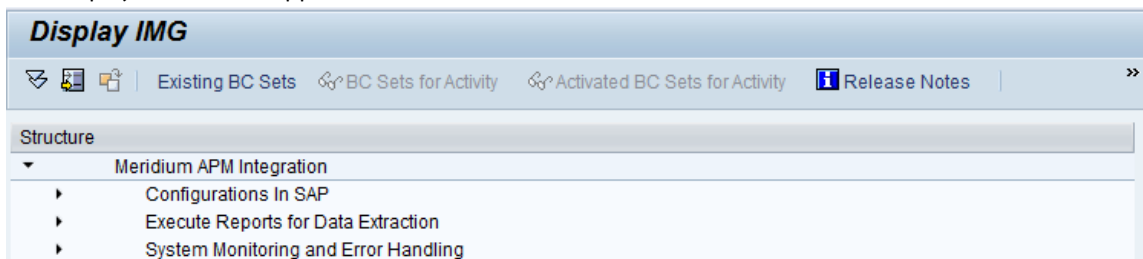 Display IMG
Existing BC Sets BC Sets for Activity Activated BC Sets for Activity Release Notes
Structure
Meridium APM Integration
Configurations In SAP
Execute Reports for Data Extraction
System Monitoring and Error Handling